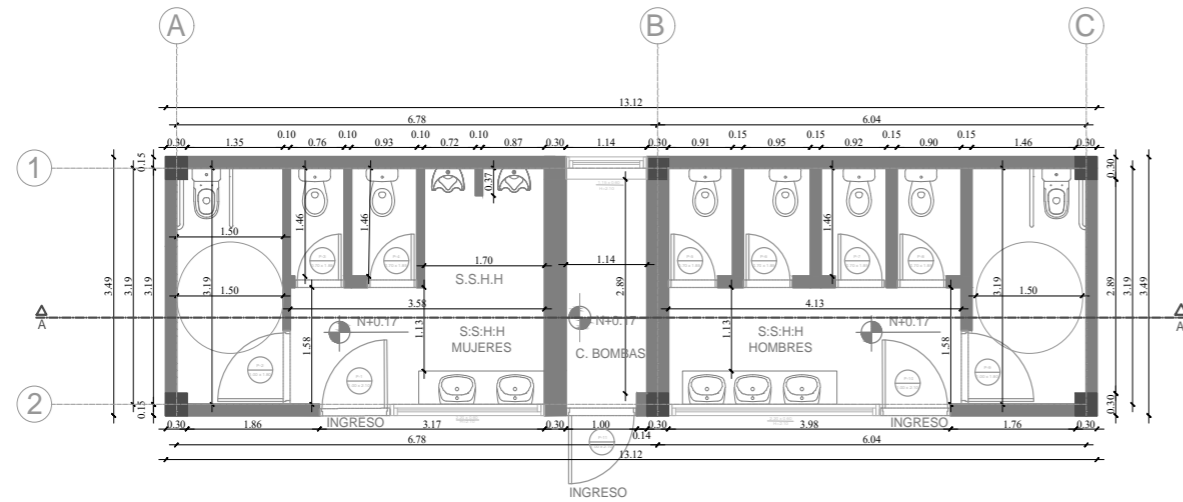 A B C
13.12
6.78 6.04
0.10 0.10 0.10 0.10 0.15 0.15 0.15 0.15
0.30 1.35 0.76 0.93 0.72 0.87 0.30 1.14 0.30 0.91 0.95 0.92 0.90 1.46 0.30
1
0.15 0.37 0.30
1.46 1.46 1.46
1.50
1.70 1.14
S.S.H.H
3.49 3.19 3.19 3.19 2.89 3.19 2.89 3.19 3.49
1.50 1.50
3.58 4.13
A A
N+0.17 N+0.17 N+0.17
1.58 1.13 1.13 1.58
S:S:H:H
MUJERES
C. BOMBAS
S:S:H:H
HOMBRES
2
0.15 0.30
INGRESO INGRESO
0.30 1.86 3.17 0.30 1.00 0.14 0.30 3.98 1.76 0.30
6.78 6.04
13.12
INGRESO